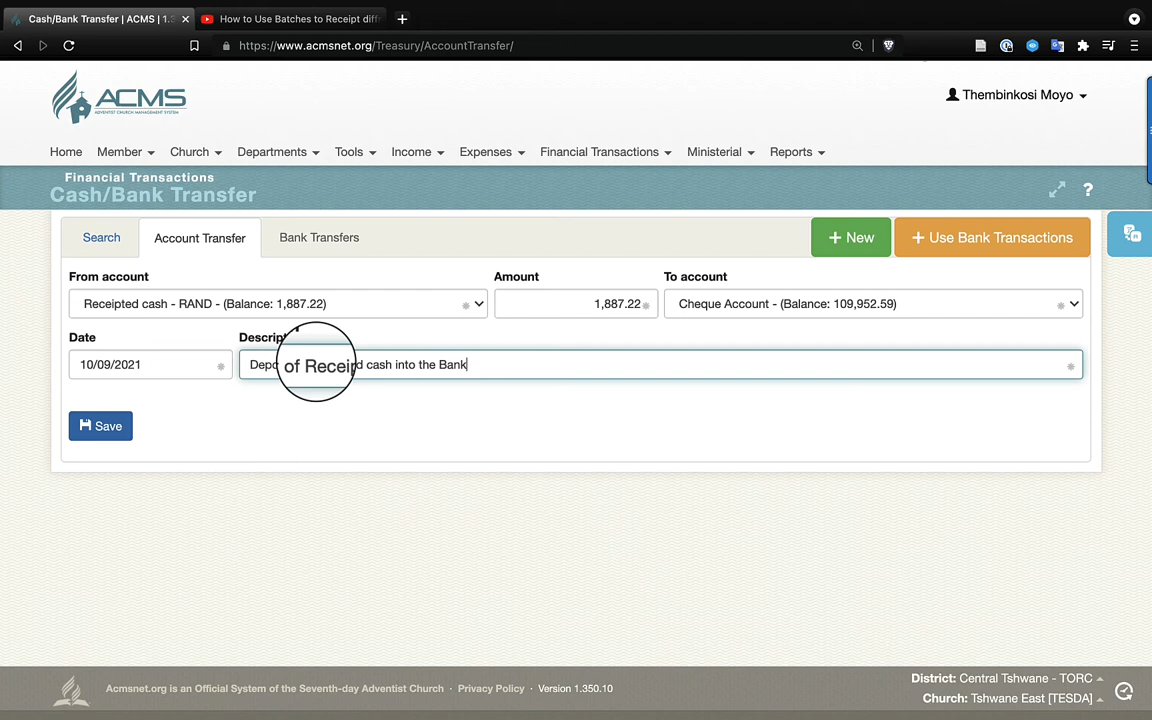 Cash/Bank Transfer | ACMS | 1.3
How to Use Batches to Receipt diff
https://www.acmsnet.org/Treasury/AccountTransfer/
ACMS
ADVENTIST CHURCH MANAGEMENT SYSTEM
Thembinkosi Moyo
Home Member Church Departments Tools Income Expenses Financial Transactions Ministerial Reports
Financial Transactions
Cash/Bank Transfer
?
Search Account Transfer Bank Transfers + New + Use Bank Transactions
From account Amount To account
Receipted cash - RAND - (Balance: 1,887.22) 1,887.22 Cheque Account - (Balance: 109,952.59)
Date Descript
10/09/2021 Depo of Receip d cash into the Bank
Save
Acmsnet.org is an Official System of the Seventh-day Adventist Church · Privacy Policy · Version 1.350.10
District: Central Tshwane - TORC
Church: Tshwane East [TESDA]